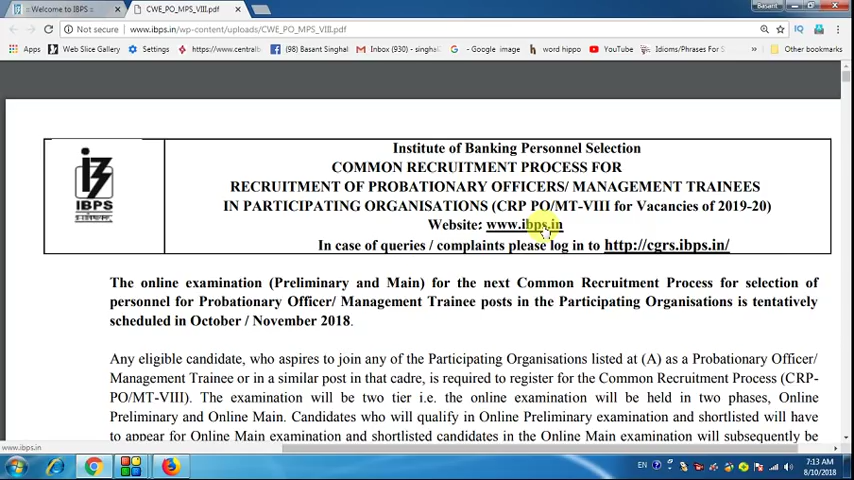 :: Welcome to IBPS ::
CWE_PO_MPS_VIII.pdf
Basant
Not secure
www.ibps.in/wp-content/uploads/CWE_PO_MPS_VIII.pdf
Apps
Web Slice Gallery
Settings
https://www.centralb
(98) Basant Singhal
Inbox (930) - singha
- Google image
word hippo
http://youtube.com/
Idioms/Phrases For S
Other bookmarks
IBPS
Institute of Banking Personnel Selection
COMMON RECRUITMENT PROCESS FOR
RECRUITMENT OF PROBATIONARY OFFICERS/ MANAGEMENT TRAINEES
IN PARTICIPATING ORGANISATIONS (CRP PO/MT-VIII for Vacancies of 2019-20)
Website: www.ibps.in
In case of queries / complaints please log in to http://cgrs.ibps.in/
The online examination (Preliminary and Main) for the next Common Recruitment Process for selection of
personnel for Probationary Officer/ Management Trainee posts in the Participating Organisations is tentatively
scheduled in October / November 2018.
Any eligible candidate, who aspires to join any of the Participating Organisations listed at (A) as a Probationary Officer/
Management Trainee or in a similar post in that cadre, is required to register for the Common Recruitment Process (CRP-
PO/MT-VIII). The examination will be two tier i.e. the online examination will be held in two phases, Online
Preliminary and Online Main. Candidates who will qualify in Online Preliminary examination and shortlisted will have
to appear for Online Main examination and shortlisted candidates in the Online Main examination will subsequently be
www.ibps.in
EN
7:13 AM
8/10/2018